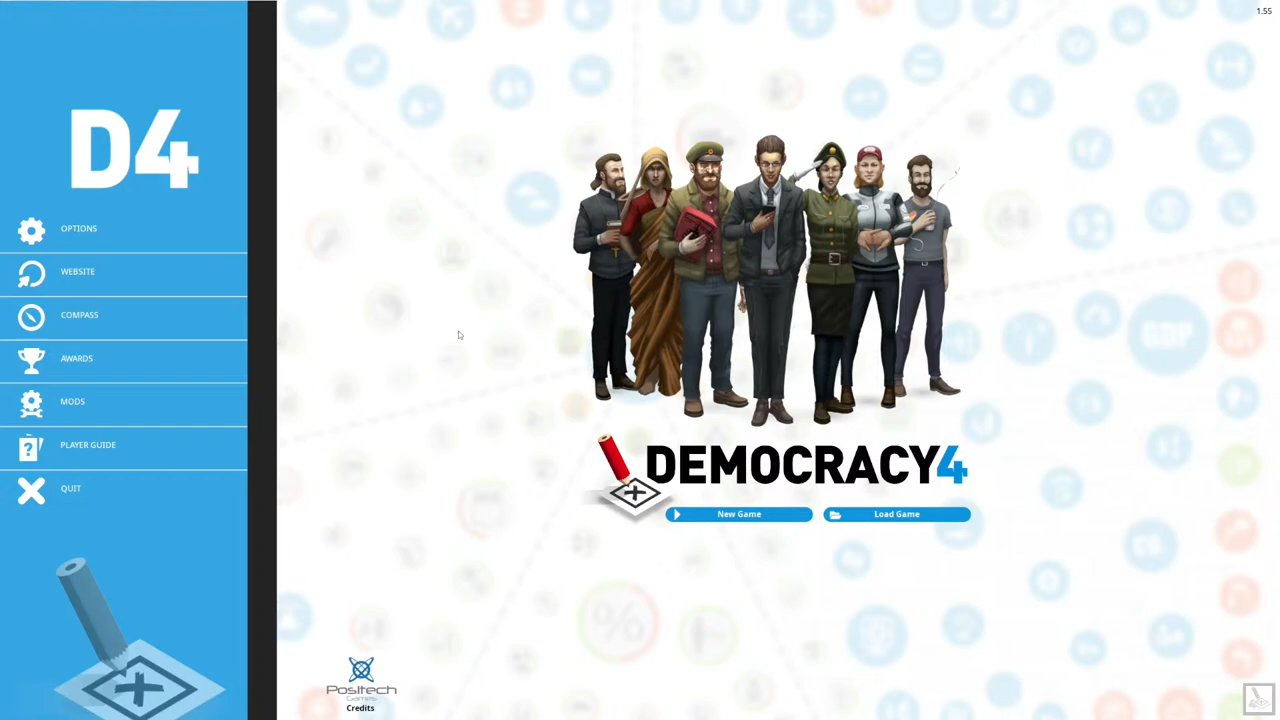 1.55
D4
OPTIONS
WEBSITE
COMPASS
AWARDS
MODS
PLAYER GUIDE
QUIT
GDP
DEMOCRACY4
New Game
Load Game
%
Positech
Games
Credits